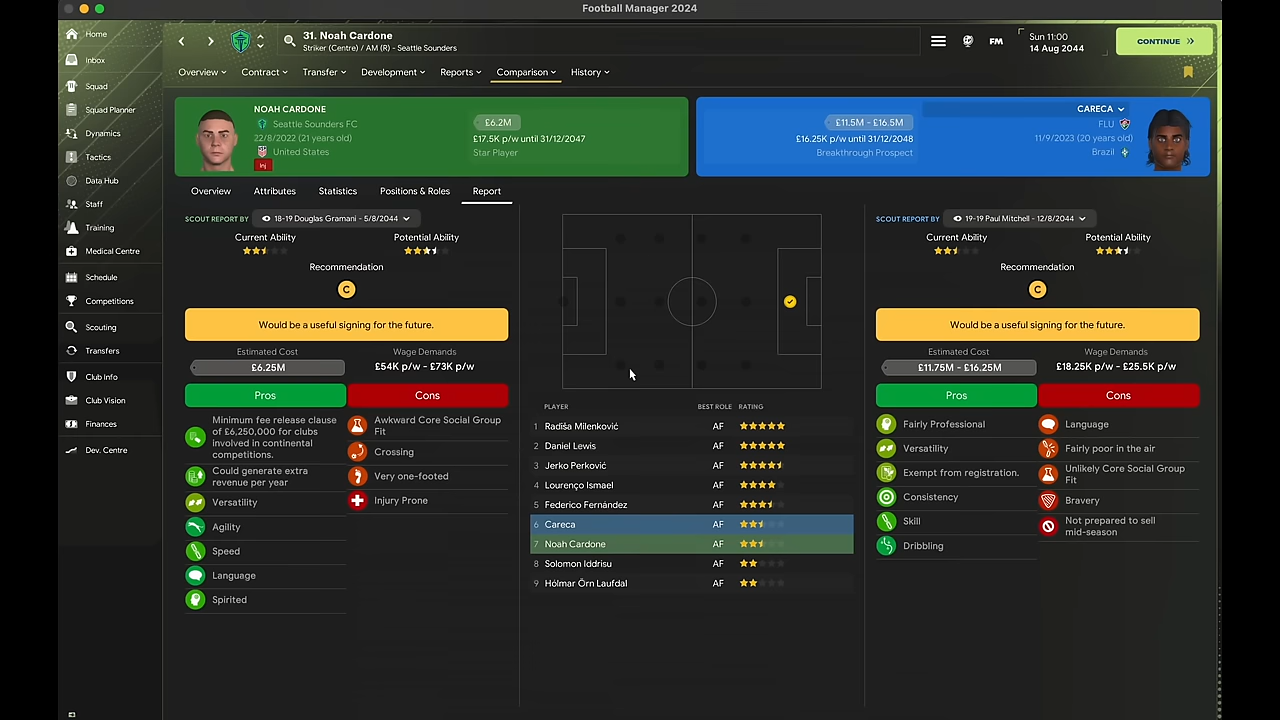 Football Manager 2024
Home
Inbox
Squad
Squad Planner
Dynamics
Tactics
Data Hub
Staff
Training
Medical Centre
Schedule
Competitions
Scouting
Transfers
Club Info
Club Vision
Finances
Dev. Centre
31. Noah Cardone
Striker (Centre) / AM (R) - Seattle Sounders
FM
Sun 11:00
14 Aug 2044
CONTINUE
Overview
Contract
Transfer
Development
Reports
Comparison
History
NOAH CARDONE
Seattle Sounders FC
22/8/2022 (21 years old)
United States
Inj
£6.2M
£17.5K p/w until 31/12/2047
Star Player
£11.5M - £16.5M
£16.25K p/w until 31/12/2048
Breakthrough Prospect
CARECA
FLU
11/9/2023 (20 years old)
Brazil
Overview
Attributes
Statistics
Positions & Roles
Report
SCOUT REPORT BY
18-19 Douglas Gramani - 5/8/2044
Current Ability
Potential Ability
Recommendation
C
Would be a useful signing for the future.
Estimated Cost
Wage Demands
£6.25M
£54K p/w - £73K p/w
Pros
Cons
Minimum fee release clause
of £6,250,000 for clubs
involved in continental
competitions.
Could generate extra
revenue per year
Versatility
Agility
Speed
Language
Spirited
Awkward Core Social Group
Fit
Crossing
Very one-footed
Injury Prone
PLAYER BEST ROLE RATING
1 Radiša Milenković AF
2 Daniel Lewis AF
3 Jerko Perković AF
4 Lourenço Ismael AF
5 Federico Fernández AF
6 Careca AF
7 Noah Cardone AF
8 Solomon Iddrisu AF
9 Hólmar Örn Laufdal AF
SCOUT REPORT BY
19-19 Paul Mitchell - 12/8/2044
Current Ability
Potential Ability
Recommendation
C
Would be a useful signing for the future.
Estimated Cost
Wage Demands
£11.75M - £16.25M
£18.25K p/w - £25.5K p/w
Pros
Cons
Fairly Professional
Versatility
Exempt from registration.
Consistency
Skill
Dribbling
Language
Fairly poor in the air
Unlikely Core Social Group
Fit
Bravery
Not prepared to sell
mid-season